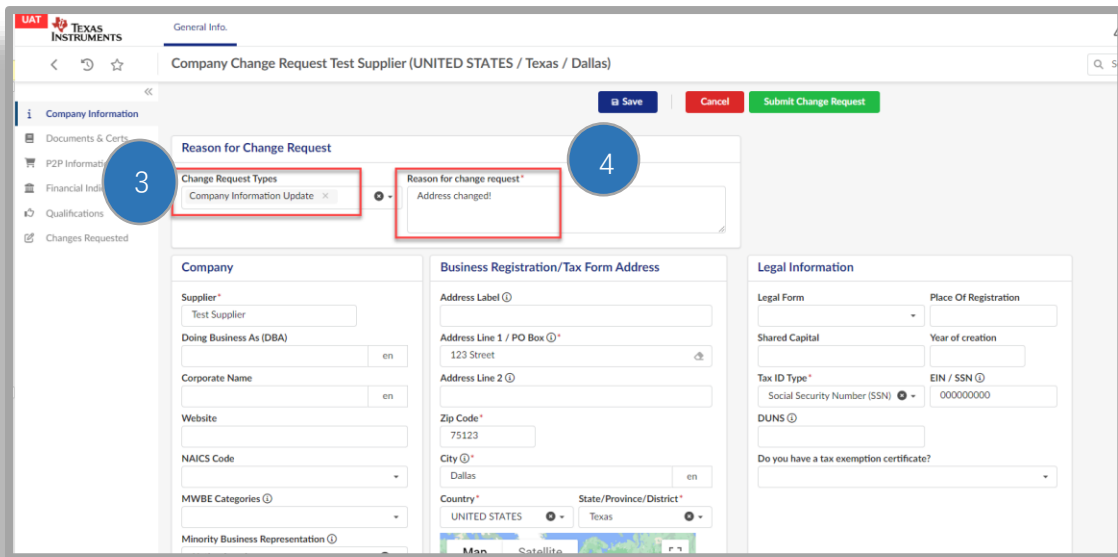 UAT
TEXAS
INSTRUMENTS
General Info.
Company Change Request Test Supplier (UNITED STATES / Texas / Dallas)
Save
Cancel
Submit Change Request
Company Information
Documents & Certs
P2P Informati
Financial Indi
Qualifications
Changes Requested
3
4
Reason for Change Request
Change Request Types
Company Information Update ×
Reason for change request*
Address changed!
Company
Supplier*
Test Supplier
Doing Business As (DBA)
en
Corporate Name
en
Website
NAICS Code
MWBE Categories
Minority Business Representation
Business Registration/Tax Form Address
Address Label
Address Line 1 / PO Box *
123 Street
Address Line 2
Zip Code*
75123
City *
Dallas
en
Country* State/Province/District*
UNITED STATES Texas
Map Satellite
Legal Information
Legal Form Place Of Registration
Shared Capital Year of creation
Tax ID Type* EIN / SSN
Social Security Number (SSN) 000000000
DUNS
Do you have a tax exemption certificate?